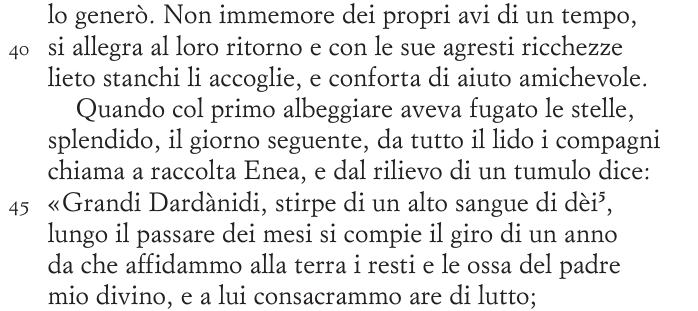 lo generò. Non immemore dei propri avi di un tempo,
40 si allegra al loro ritorno e con le sue agresti ricchezze
lieto stanchi li accoglie, e conforta di aiuto amichevole.
Quando col primo albeggiare aveva fugato le stelle,
splendido, il giorno seguente, da tutto il lido i compagni
chiama a raccolta Enea, e dal rilievo di un tumulo dice:
45 «Grandi Dardànidi, stirpe di un alto sangue di dèi⁵,
lungo il passare dei mesi si compie il giro di un anno
da che affidammo alla terra i resti e le ossa del padre
mio divino, e a lui consacrammo are di lutto;